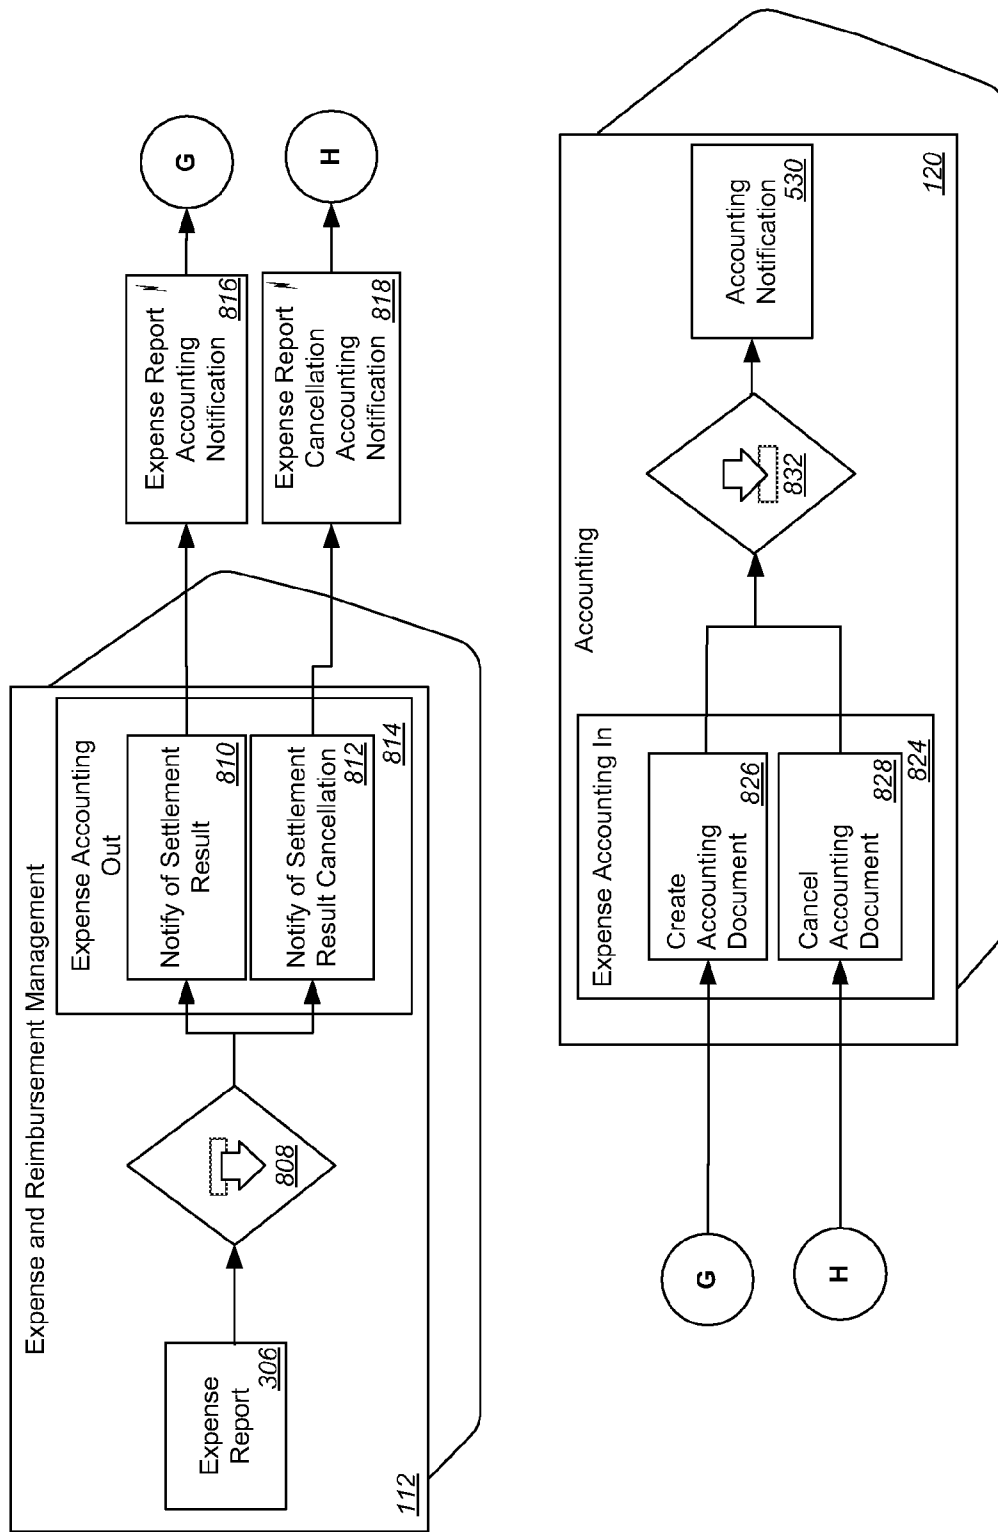 Expense and Reimbursement Management
Expense
Report
306
808
Expense Accounting
Out
Notify of Settlement
Result
810
Notify of Settlement
Result Cancellation
812
814
112
Expense Report
Accounting
Notification
816
Expense Report
Cancellation
Accounting
Notification
818
G
H
G
H
Accounting
Expense Accounting In
Create
Accounting
Document
826
Cancel
Accounting
Document
828
824
832
Accounting
Notification
530
120